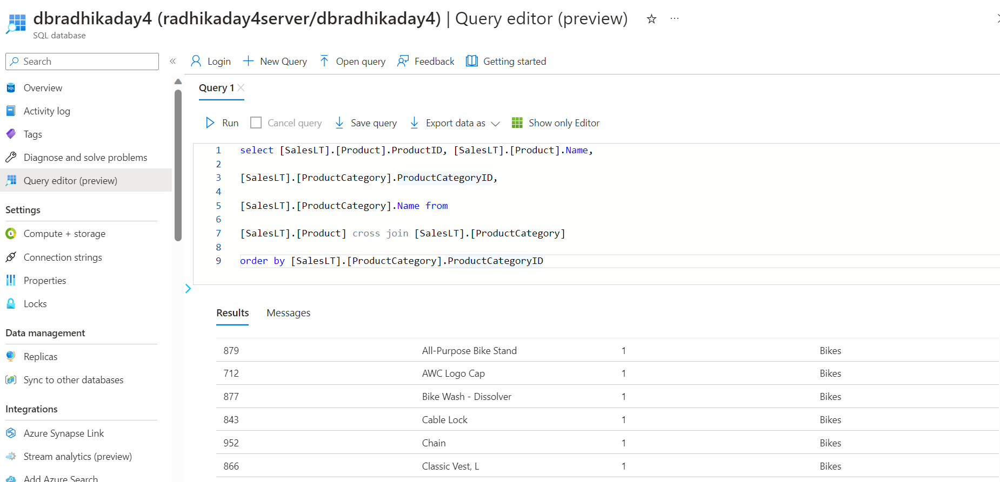 dbradhikaday4 (radhikaday4server/dbradhikaday4) | Query editor (preview)
SQL database
Search
Login
New Query
Open query
Feedback
Getting started
Overview
Activity log
Tags
Diagnose and solve problems
Query editor (preview)
Settings
Compute + storage
Connection strings
Properties
Locks
Data management
Replicas
Sync to other databases
Integrations
Azure Synapse Link
Stream analytics (preview)
Add Azure Search
Query 1
Run
Cancel query
Save query
Export data as
Show only Editor
1 select [SalesLT].[Product].ProductID, [SalesLT].[Product].Name,
2
3 [SalesLT].[ProductCategory].ProductCategoryID,
4
5 [SalesLT].[ProductCategory].Name from
6
7 [SalesLT].[Product] cross join [SalesLT].[ProductCategory]
8
9 order by [SalesLT].[ProductCategory].ProductCategoryID
Results Messages
879 All-Purpose Bike Stand 1 Bikes
712 AWC Logo Cap 1 Bikes
877 Bike Wash - Dissolver 1 Bikes
843 Cable Lock 1 Bikes
952 Chain 1 Bikes
866 Classic Vest, L 1 Bikes